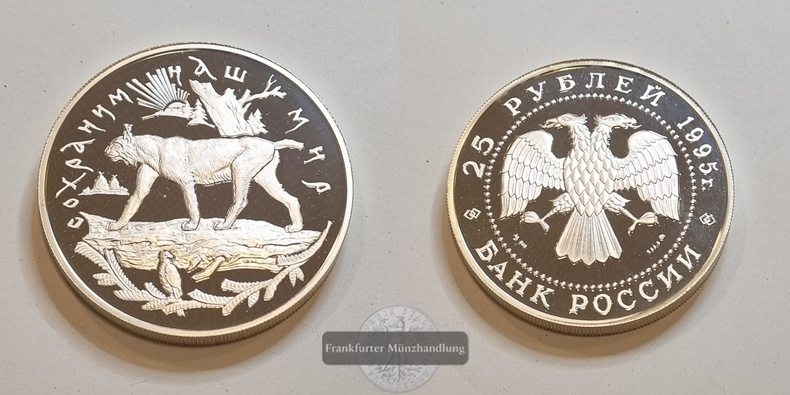 сохраним наш мир
25 РУБЛЕЙ 1995г.
БАНК РОССИИ
Frankfurter Münzhandlung